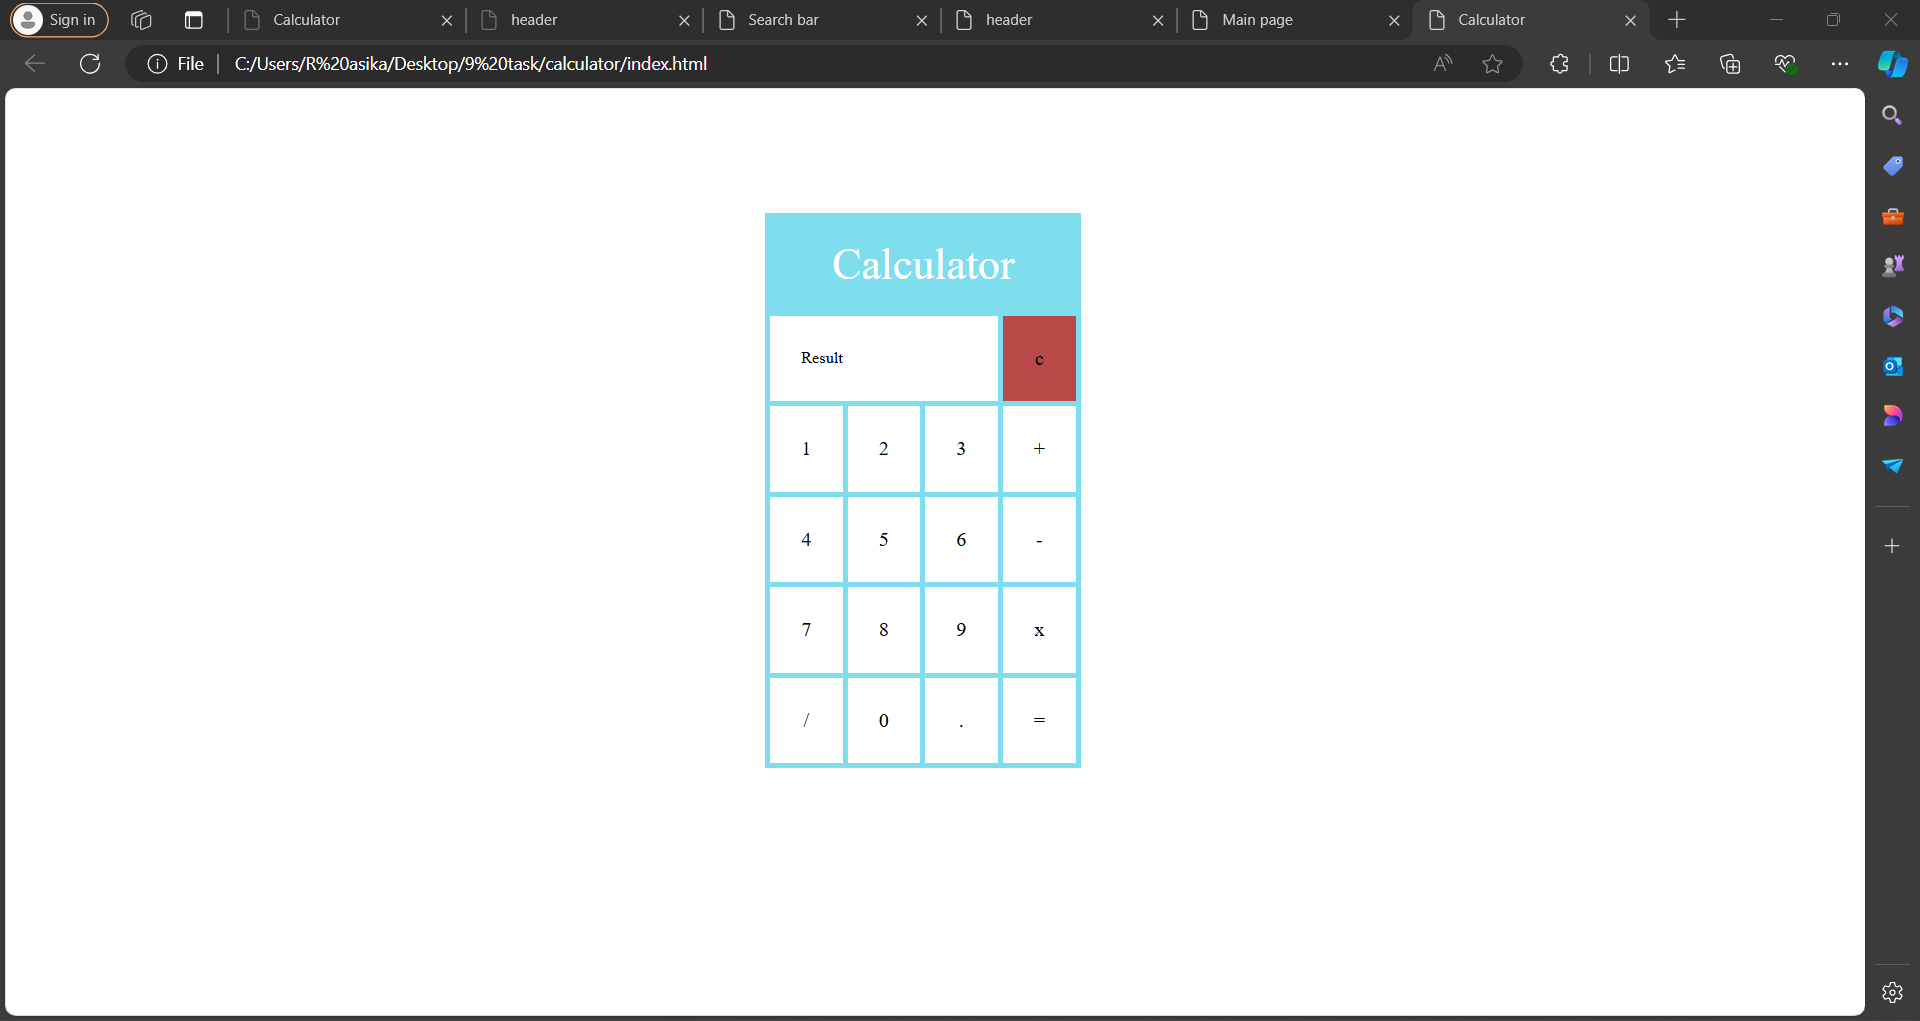 Sign in
Calculator
header
Search bar
header
Main page
Calculator
File
C:/Users/R%20asika/Desktop/9%20task/calculator/index.html
Calculator
Result c
1 2 3 +
4 5 6 -
7 8 9 x
/ 0 . =